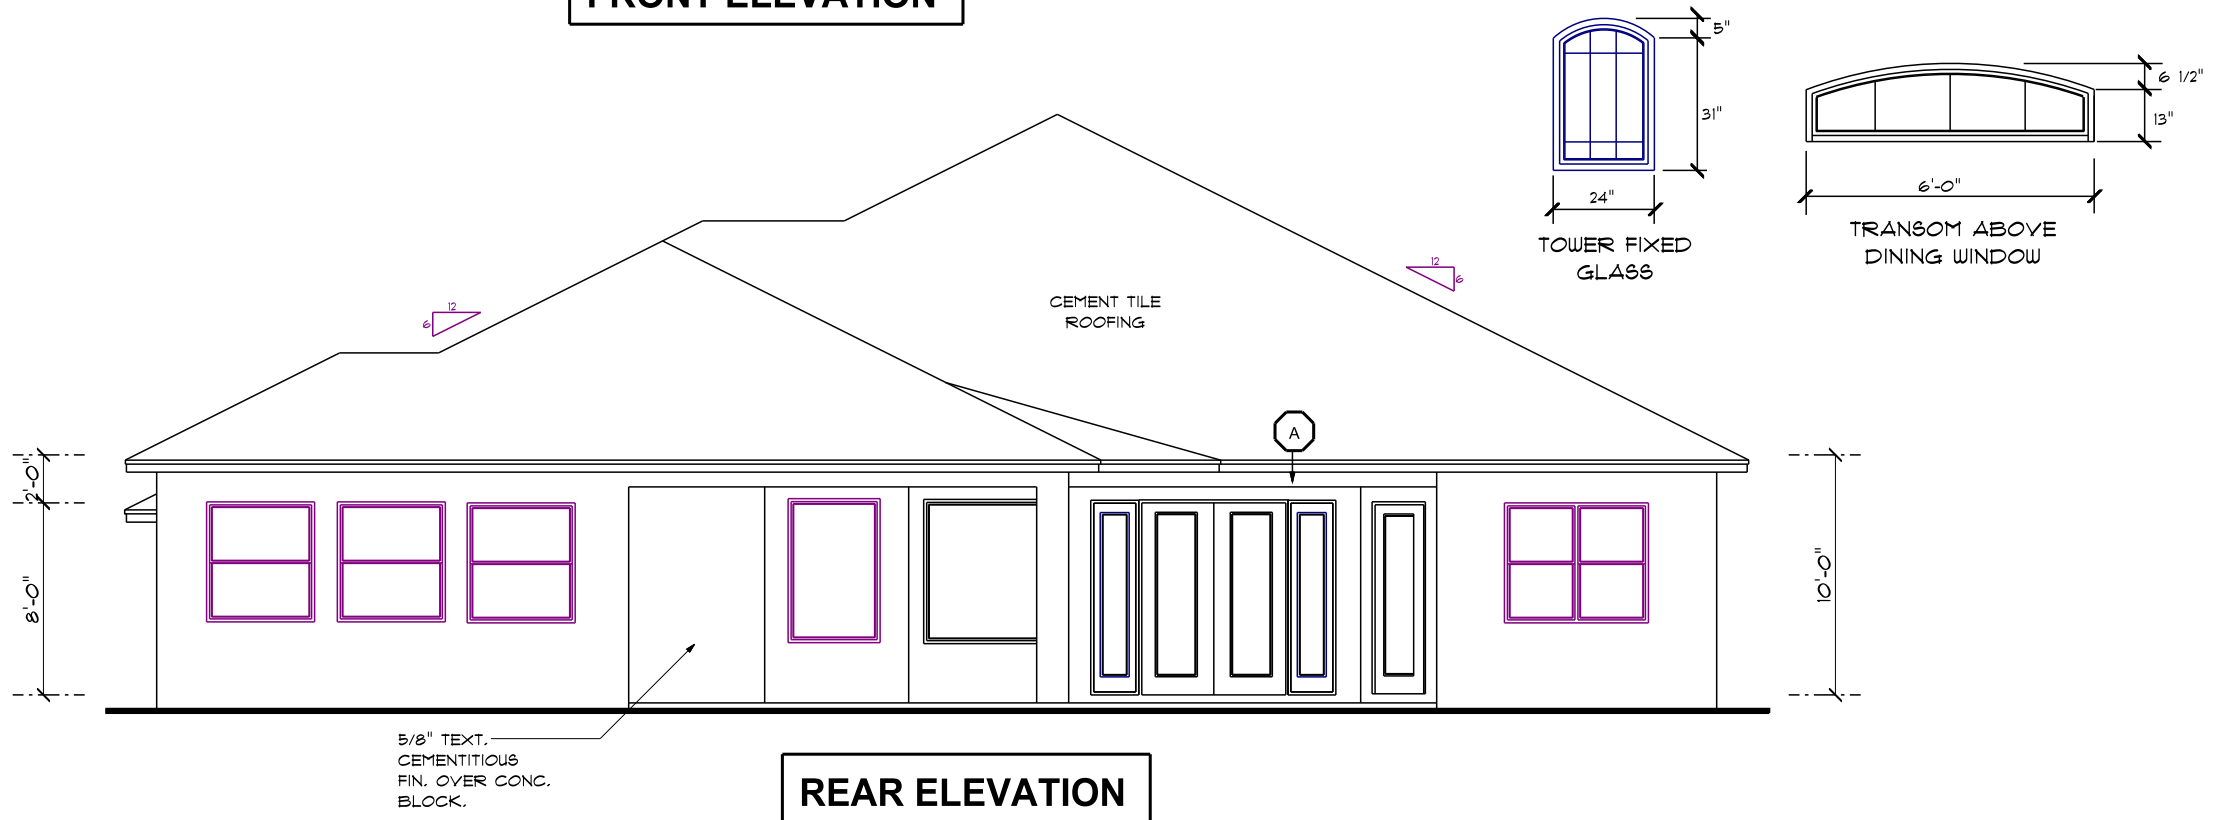 FRONT ELEVATION
5"
31"
24"
TOWER FIXED
GLASS
6 1/2"
13"
6'-0"
TRANSOM ABOVE
DINING WINDOW
12
6
12
6
CEMENT TILE
ROOFING
A
2'-0"
8'-0"
10'-0"
5/8" TEXT.
CEMENTITIOUS
FIN. OVER CONC.
BLOCK.
REAR ELEVATION